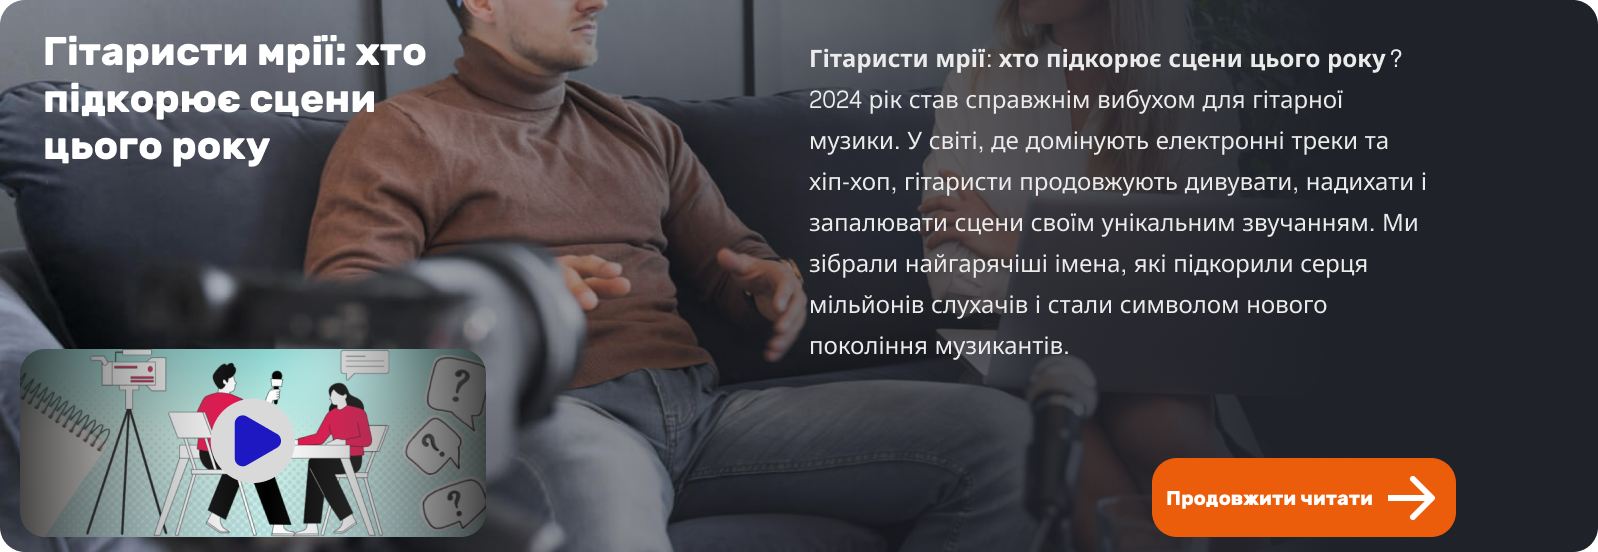 Гітаристи мрії: хто
підкорює сцени
цього року
Гітаристи мрії: хто підкорює сцени цього року?
2024 рік став справжнім вибухом для гітарної
музики. У світі, де домінують електронні треки та
хіп-хоп, гітаристи продовжують дивувати, надихати і
запалювати сцени своїм унікальним звучанням. Ми
зібрали найгарячіші імена, які підкорили серця
мільйонів слухачів і стали символом нового
покоління музикантів.
? 
?
?
Продовжити читати